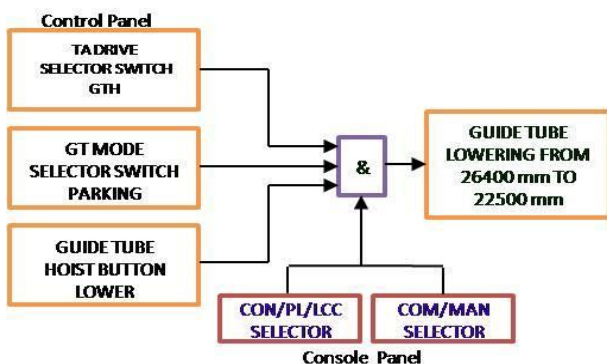 Control Panel
TA DRIVE
SELECTOR SWITCH
GTH
GT MODE
SELECTOR SWITCH
PARKING
GUIDE TUBE
HOIST BUTTON
LOWER
&
GUIDE TUBE
LOWERING FROM
26400 mm TO
22500 mm
CON/PL/LCC
SELECTOR
COM/MAN
SELECTOR
Console Panel